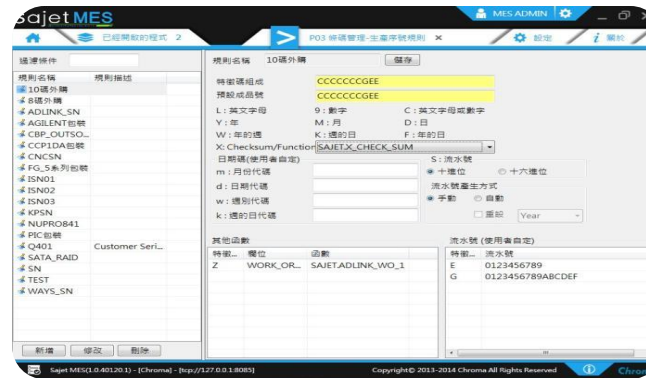 Sajet MES
MES ADMIN
已經開啟的程式 2
P03 條碼管理-生產序號規則
設定
關於
過濾條件
規則名稱 10碼外購 儲存
規則名稱 規則描述
10碼外購
8碼外購
ADLINK_SN
AGILENT包裝
CBP_OUTSO...
CCP1DA包裝
CNCSN
FG_5系列包裝
ISN01
ISN02
ISN03
KPSN
NUPRO841
PIC包裝
Q401 Customer Seri...
SATA_RAID
SN
TEST
WAYS_SN
新增 修改 刪除
特徵碼組成 CCCCCCCGEE
預設成品號 CCCCCCCGEE
L : 英文字母 9 : 數字 C : 英文字母或數字
Y : 年 M : 月 D : 日
W : 年的週 K : 週的日 F : 年的日
X: Checksum/Function SAJET.X_CHECK_SUM
日期碼(使用者自定)
m : 月份代碼
d : 日期代碼
w : 週別代碼
k : 週的日代碼
S : 流水號
十進位 十六進位
流水號產生方式
手動 自動
重設 Year
其他函數
特徵... 欄位 函數
Z WORK_OR... SAJET.ADLINK_WO_1
流水號 (使用者自定)
特徵... 流水號
E 0123456789
G 0123456789ABCDEF
Sajet MES(1.0.40120.1) - [Chroma] - [tcp://127.0.0.1:8085]
Copyright© 2013-2014 Chroma All Rights Reserved